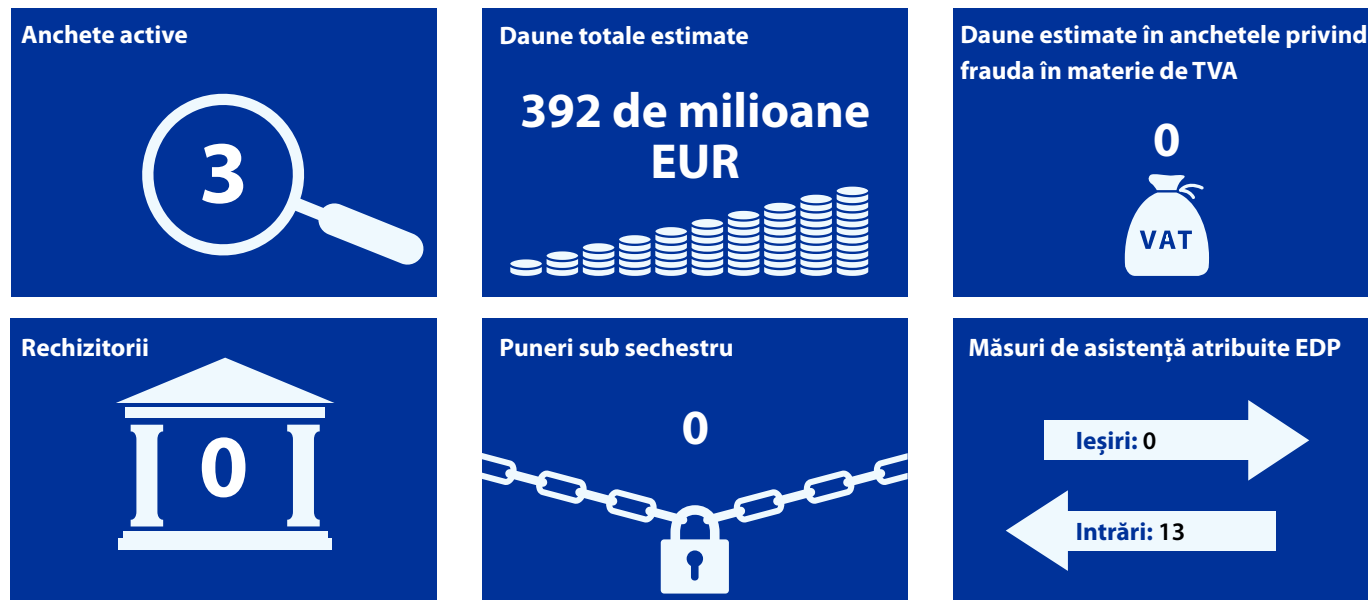 Anchete active
3
Daune totale estimate
392 de milioane
EUR
Daune estimate în anchetele privind
frauda în materie de TVA
0
VAT
Rechizitorii
0
Puneri sub sechestru
0
Măsuri de asistență atribuite EDP
Ieșiri: 0
Intrări: 13